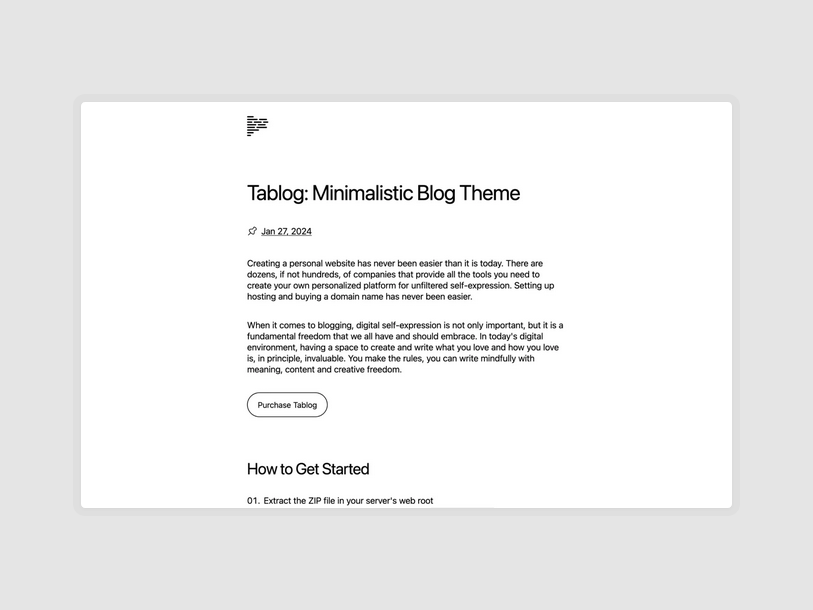 Tablog: Minimalistic Blog Theme
Jan 27, 2024
Creating a personal website has never been easier than it is today. There are
dozens, if not hundreds, of companies that provide all the tools you need to
create your own personalized platform for unfiltered self-expression. Setting up
hosting and buying a domain name has never been easier.
When it comes to blogging, digital self-expression is not only important, but it is a
fundamental freedom that we all have and should embrace. In today's digital
environment, having a space to create and write what you love and how you love
is, in principle, invaluable. You make the rules, you can write mindfully with
meaning, content and creative freedom.
Purchase Tablog
How to Get Started
01. Extract the ZIP file in your server's web root